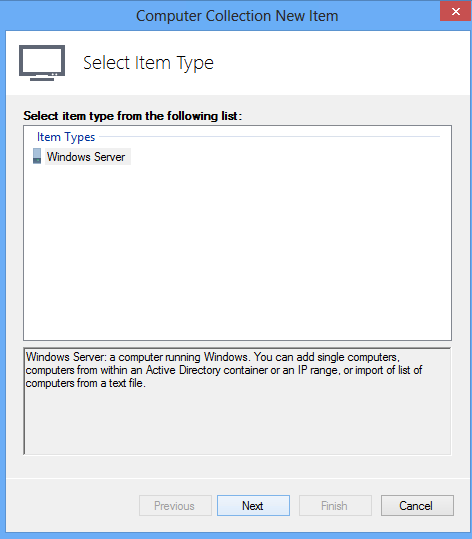 Computer Collection New Item
Select Item Type
Select item type from the following list:
Item Types
Windows Server
Windows Server: a computer running Windows. You can add single computers,
computers from within an Active Directory container or an IP range, or import of list of
computers from a text file.
Previous
Next
Finish
Cancel